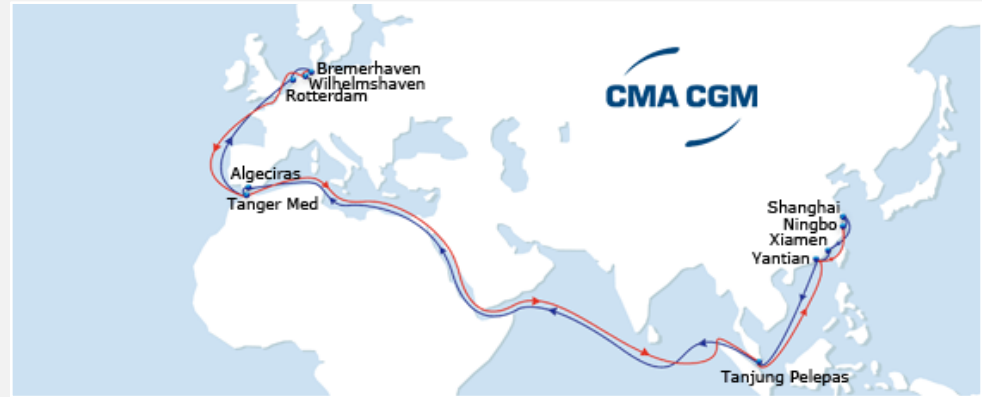 Bremerhaven
Wilhelmshaven
Rotterdam
CMA CGM
Algeciras
Tanger Med
Shanghai
Ningbo
Xiamen
Yantian
Tanjung Pelepas